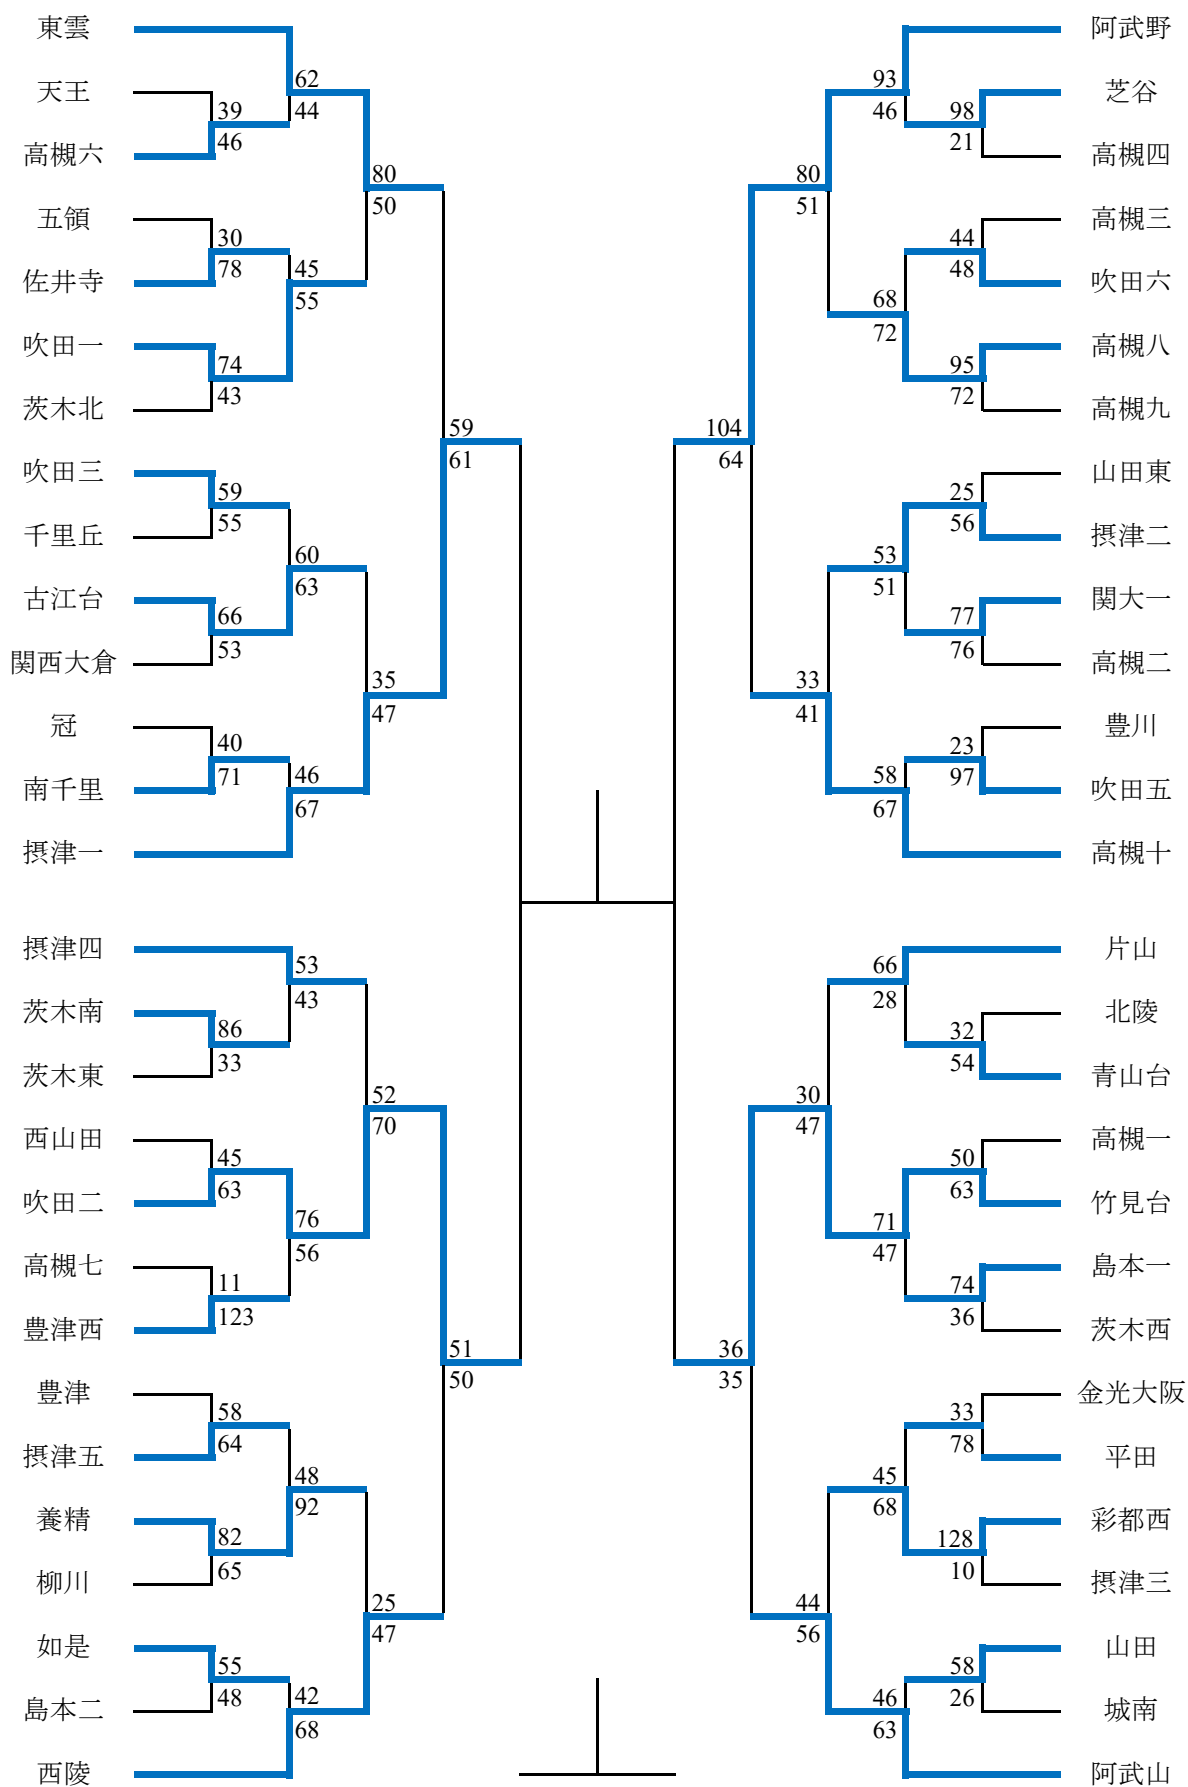 東雲
阿武野
62
93
天王
芝谷
39
44
46
98
46
21
高槻六
高槻四
80
80
50
51
五領
高槻三
30
44
78
45
48
佐井寺
吹田六
55
68
72
吹田一
高槻八
74
95
43
72
茨木北
高槻九
59
104
61
64
吹田三
山田東
59
25
55
56
千里丘
摂津二
60
53
63
51
古江台
関大一
66
77
53
76
関西大倉
高槻二
35
33
47
41
冠
豊川
40
23
71
46
58
97
南千里
吹田五
67
67
摂津一
高槻十
摂津四
片山
53
66
43
28
茨木南
北陵
86
32
33
54
茨木東
青山台
52
30
70
47
西山田
高槻一
45
50
63
63
吹田二
竹見台
76
71
56
47
高槻七
島本一
11
74
123
36
豊津西
茨木西
51
36
50
35
豊津
金光大阪
58
33
64
78
摂津五
平田
48
45
92
68
養精
彩都西
82
128
65
10
柳川
摂津三
25
44
47
56
如是
山田
55
58
48
42
46
26
島本二
城南
68
63
西陵
阿武山